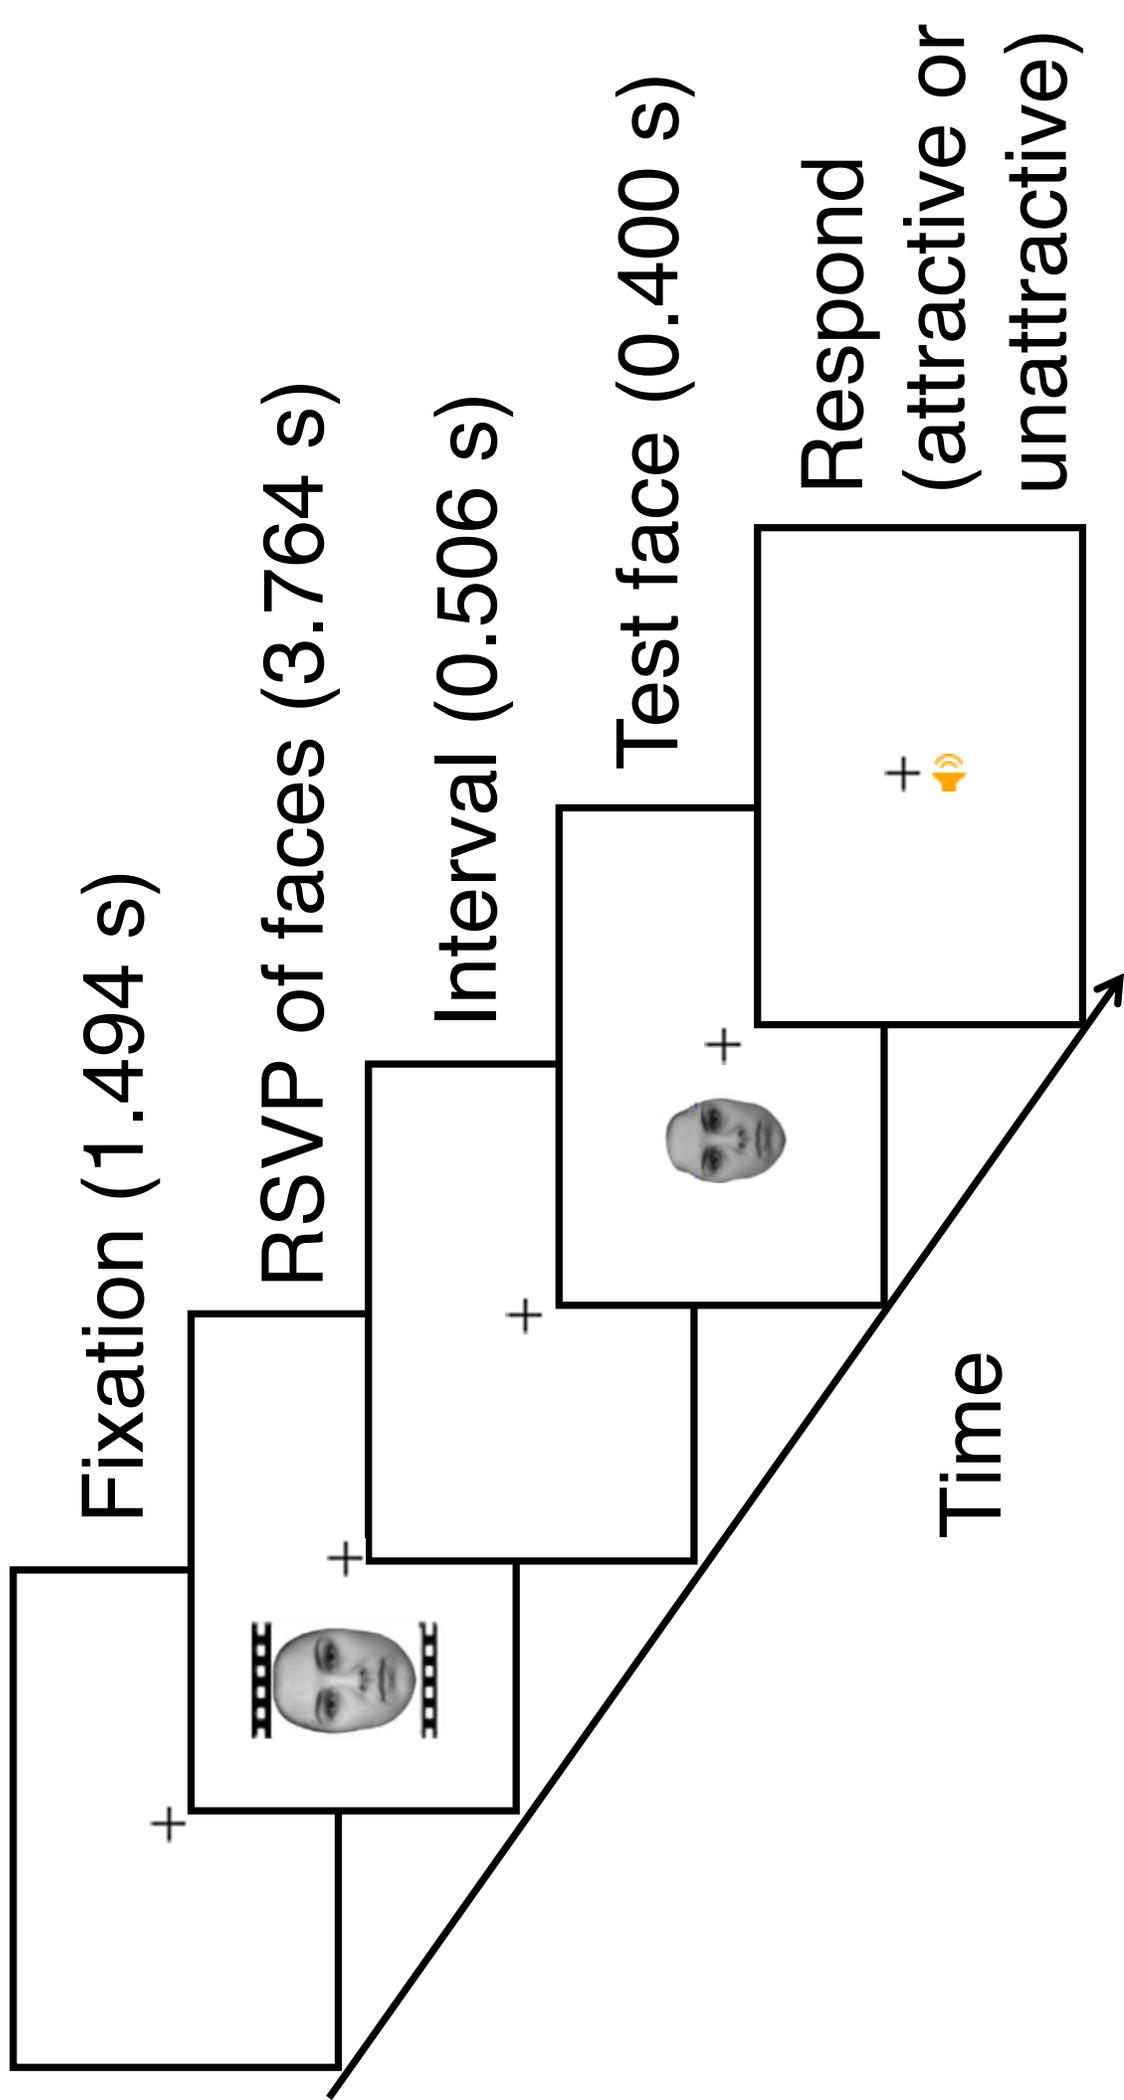 Fixation (1.494 s)
RSVP of faces (3.764 s)
Interval (0.506 s)
Test face (0.400 s)
Respond
(attractive or
unattractive)
Time